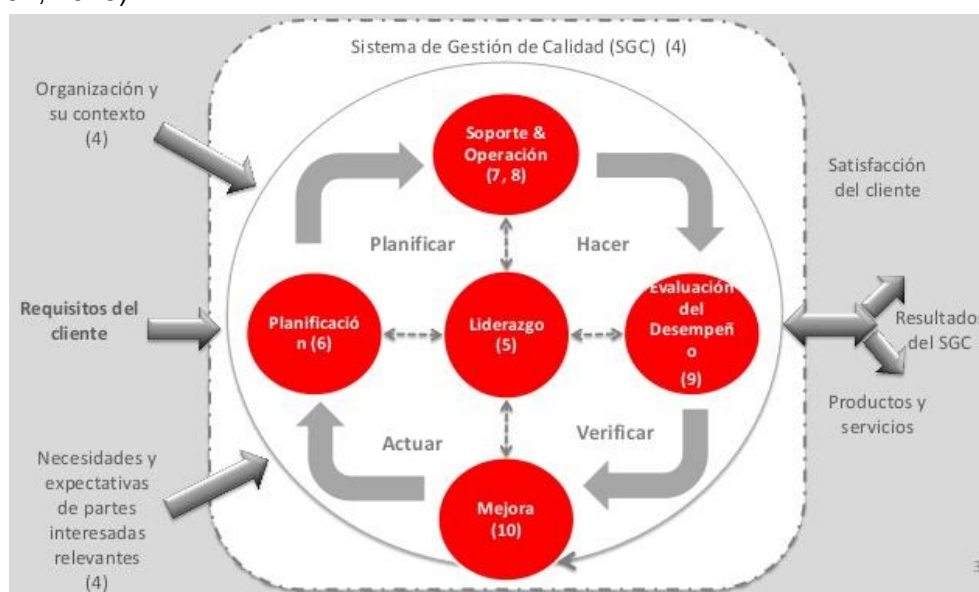 Sistema de Gestión de Calidad (SGC) (4)
Organización y
su contexto
(4)
Soporte &
Operación
(7, 8)
Satisfacción
del cliente
Planificar
Hacer
Requisitos del
cliente
Planificació
n (6)
Liderazgo
(5)
Evaluación
del
Desempeñ
o
(9)
Resultados
del SGC
Actuar
Verificar
Productos y
servicios
Necesidades y
expectativas
de partes
interesadas
relevantes
(4)
Mejora
(10)
3